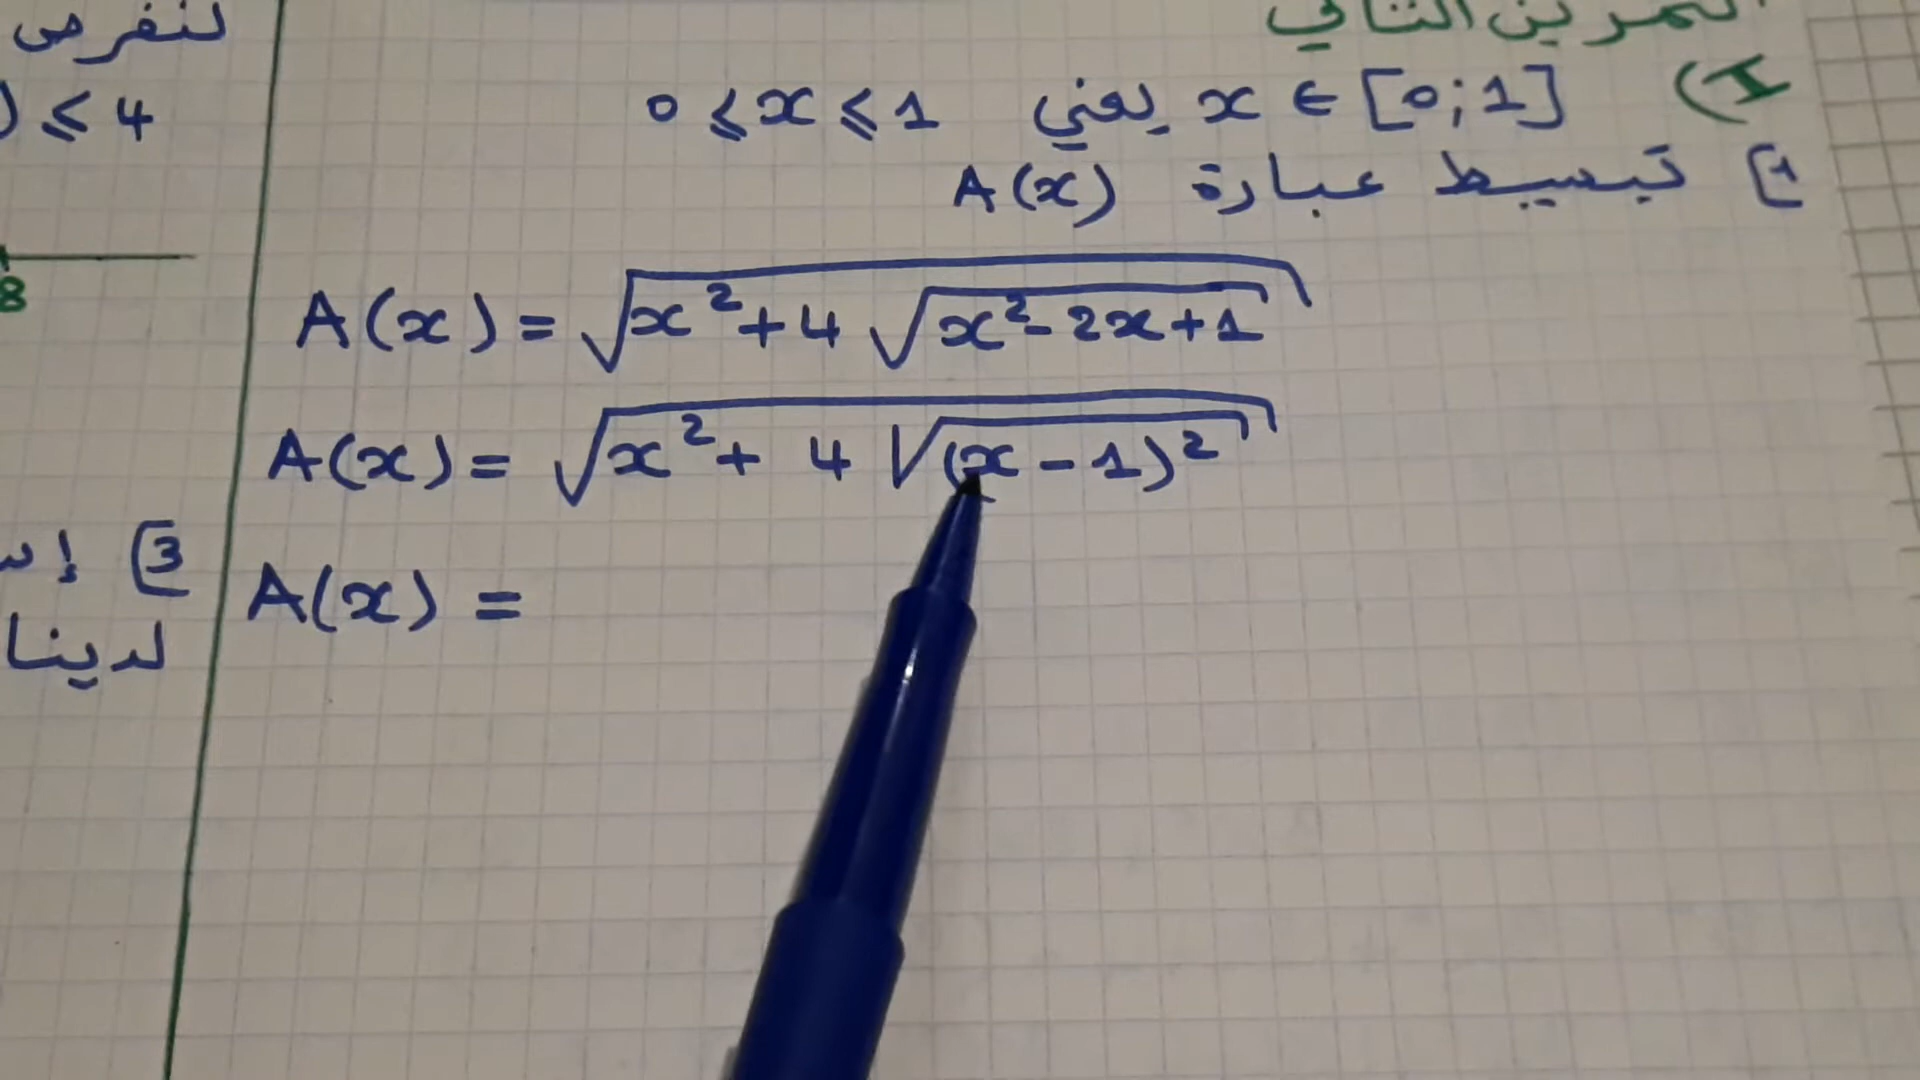 التمرين الثاني
I) x ∈ [0;1] يعني 0 ⩽ x ⩽ 1
1] تبسيط عبارة A(x)
A(x) = √(x² + 4 √(x² - 2x + 1))
A(x) = √(x² + 4 √((x - 1)²))
A(x) =
لنفرض
) ⩽ 4
8
3]
لدينا